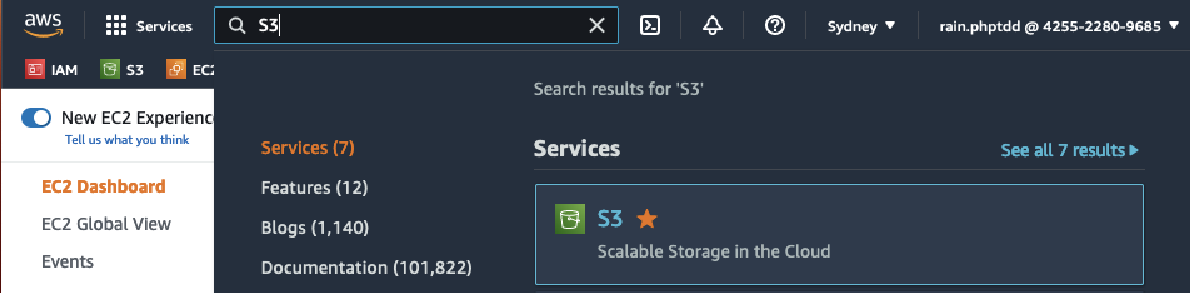 aws
Services
S3
Sydney ▼
rain.phptdd @ 4255-2280-9685 ▼
IAM
S3
EC2
New EC2 Experienc
Tell us what you think
EC2 Dashboard
EC2 Global View
Events
Search results for 'S3'
Services (7)
Features (12)
Blogs (1,140)
Documentation (101,822)
Services
See all 7 results ▶
S3 ★
Scalable Storage in the Cloud